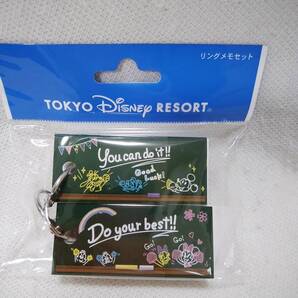 リングメモセット
TOKYO Disney RESORT®
You can do it!!
Good
luck!
Do your best!!
Go! Go!